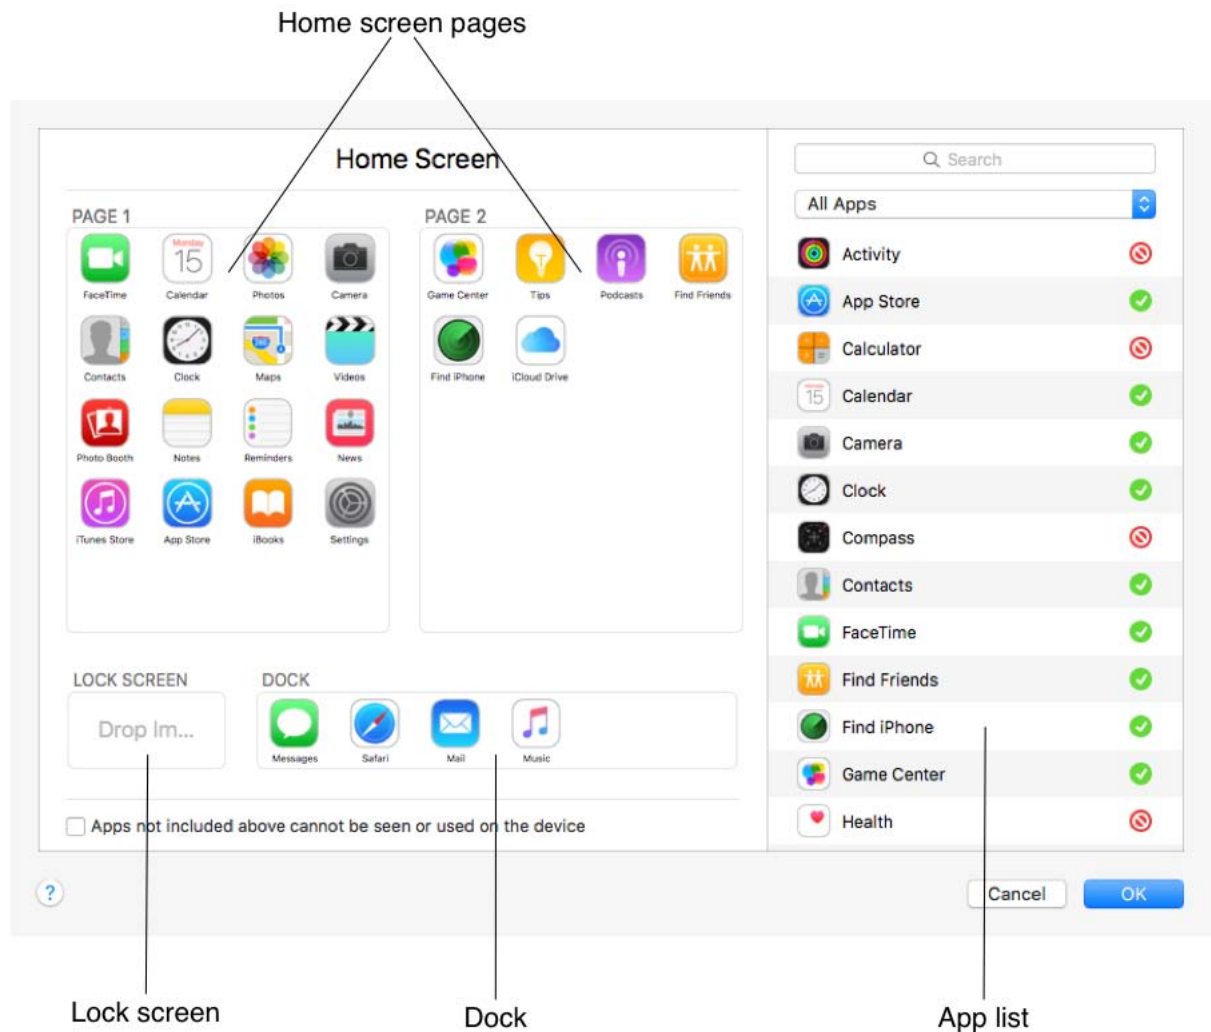 Home screen pages
Home Screen
Search
All Apps
PAGE 1
PAGE 2
Monday
15
FaceTime Calendar Photos Camera
Game Center Tips Podcasts Find Friends
280
Contacts Clock Maps Videos
Find iPhone iCloud Drive
Photo Booth Notes Reminders News
iTunes Store App Store iBooks Settings
LOCK SCREEN
Drop Im...
DOCK
Messages Safari Mail Music
Apps not included above cannot be seen or used on the device
Activity
App Store
Calculator
15
Calendar
Camera
Clock
Compass
Contacts
FaceTime
Find Friends
Find iPhone
Game Center
Health
?
Cancel
OK
Lock screen
Dock
App list